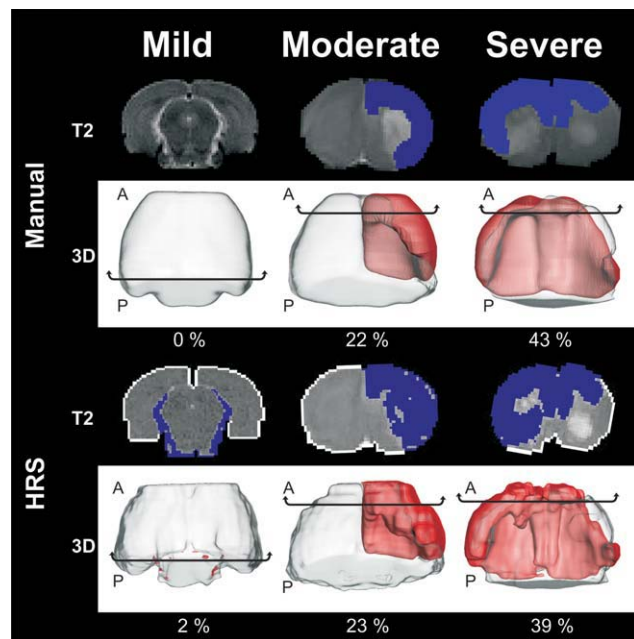 Mild Moderate Severe
Manual
T2
3D
A A A
P P P
0 % 22 % 43 %
HRS
T2
3D
A A A
P P P
2 % 23 % 39 %